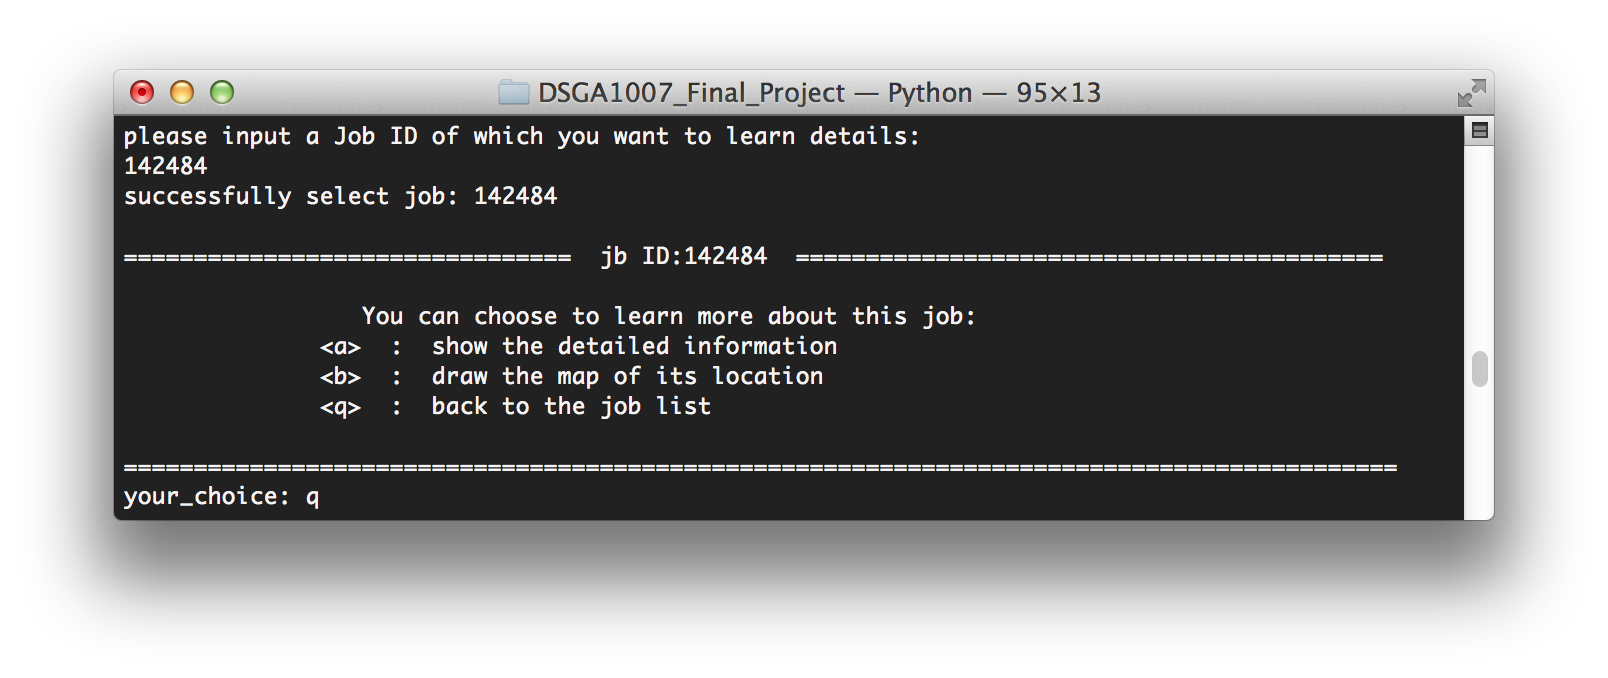 DSGA1007_Final_Project — Python — 95×13
please input a Job ID of which you want to learn details:
142484
successfully select job: 142484
================================  jb ID:142484  ==========================================
You can choose to learn more about this job:
<a>  :  show the detailed information
<b>  :  draw the map of its location
<q>  :  back to the job list
===========================================================================================
your_choice: q